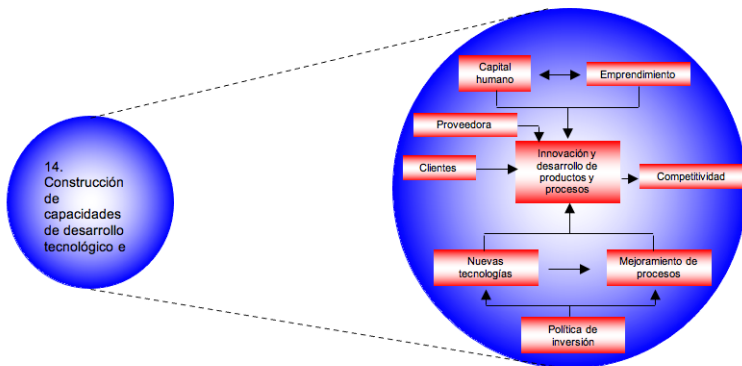 14.
Construcción
de
capacidades
de desarrollo
tecnológico e
Capital
humano
Emprendimiento
Proveedora
Clientes
Innovación y
desarrollo de
productos y
procesos
Competitividad
Nuevas
tecnologías
Mejoramiento de
procesos
Política de
inversión